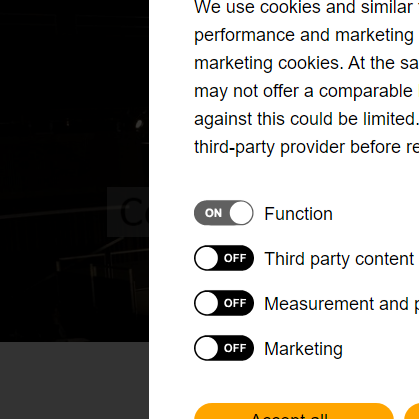 We use cookies and similar
performance and marketing
marketing cookies. At the sa
may not offer a comparable
against this could be limited.
third-party provider before re
ON Function
OFF Third party content
OFF Measurement and p
OFF Marketing
Accept all